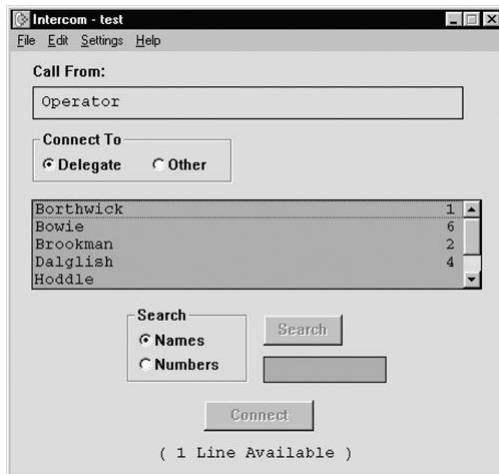 Intercom - test
File Edit Settings Help
Call From:
Operator
Connect To
Delegate Other
Borthwick 1
Bowie 6
Brookman 2
Dalglish 4
Hoddle
Search
Names
Search
Numbers
Connect
( 1 Line Available )